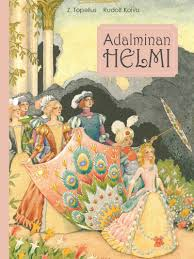 Z. Topelius Rudolf Koivu
Adalminan
HELMI